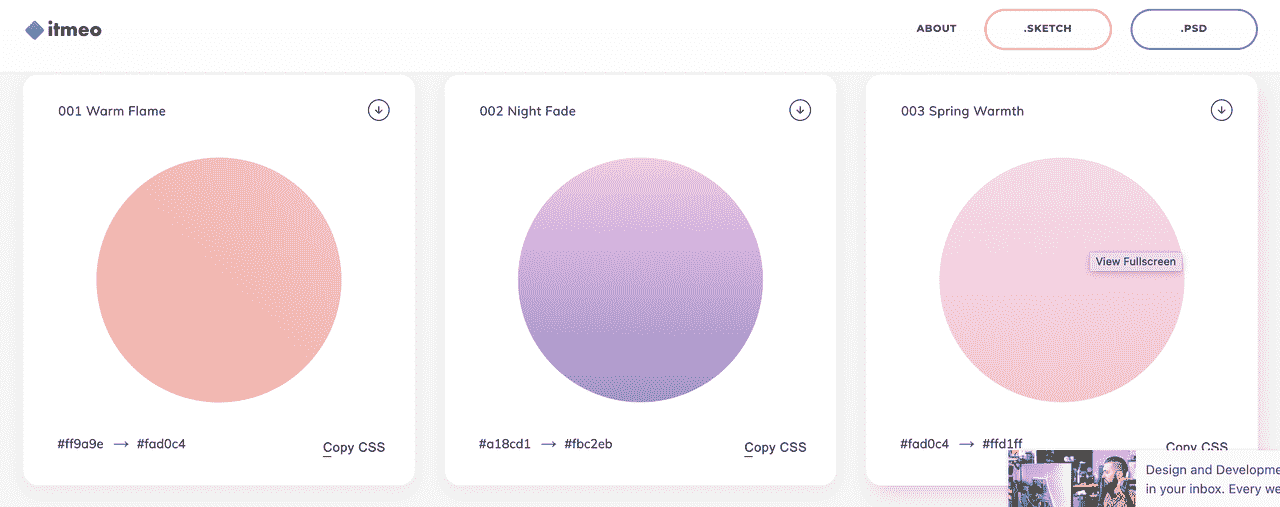 itmeo
ABOUT
.SKETCH
.PSD
001 Warm Flame
#ff9a9e → #fad0c4
Copy CSS
002 Night Fade
#a18cd1 → #fbc2eb
Copy CSS
003 Spring Warmth
View Fullscreen
#fad0c4 → #ffd1ff
Copy CSS
Design and Developme
in your inbox. Every we